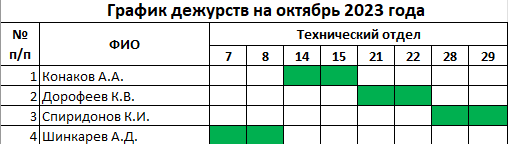 График дежурств на октябрь 2023 года
№ п/п ФИО Технический отдел
7 8 14 15 21 22 28 29
1 Конаков А.А.
2 Дорофеев К.В.
3 Спиридонов К.И.
4 Шинкарев А.Д.